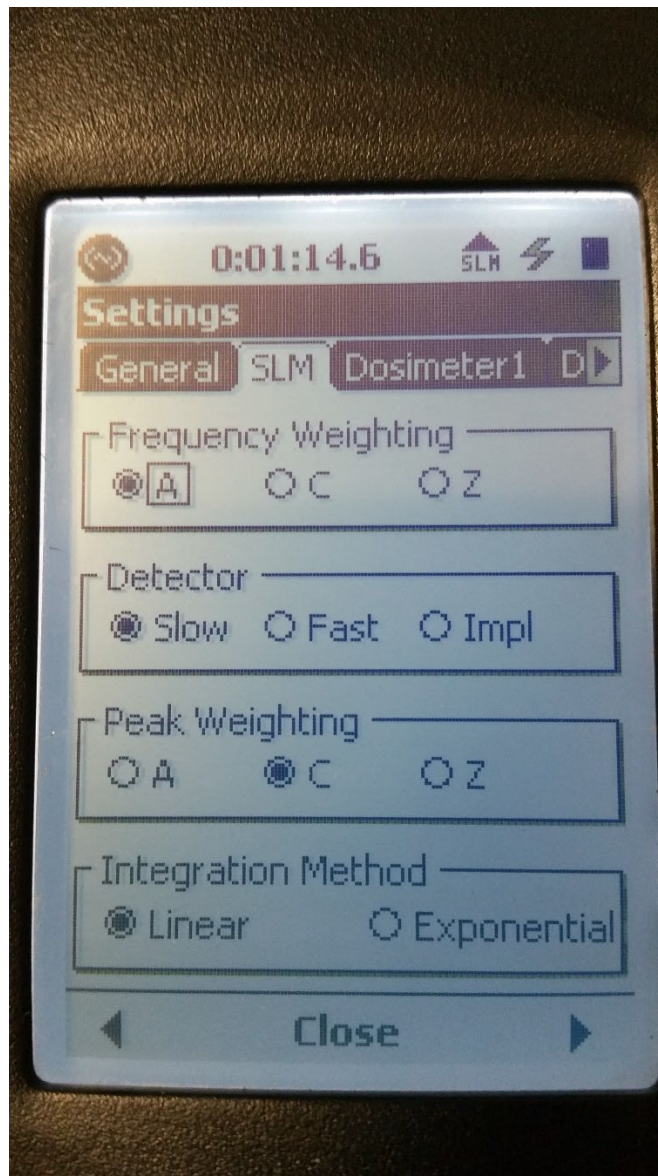 0:01:14.6 SLM
Settings
General SLM Dosimeter1 D
Frequency Weighting
A C Z
Detector
Slow Fast Impl
Peak Weighting
A C Z
Integration Method
Linear Exponential
Close